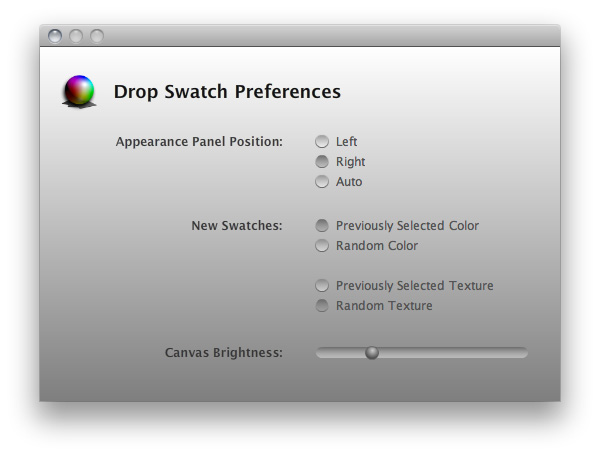 Drop Swatch Preferences
Appearance Panel Position: Left
Right
Auto
New Swatches: Previously Selected Color
Random Color
Previously Selected Texture
Random Texture
Canvas Brightness: